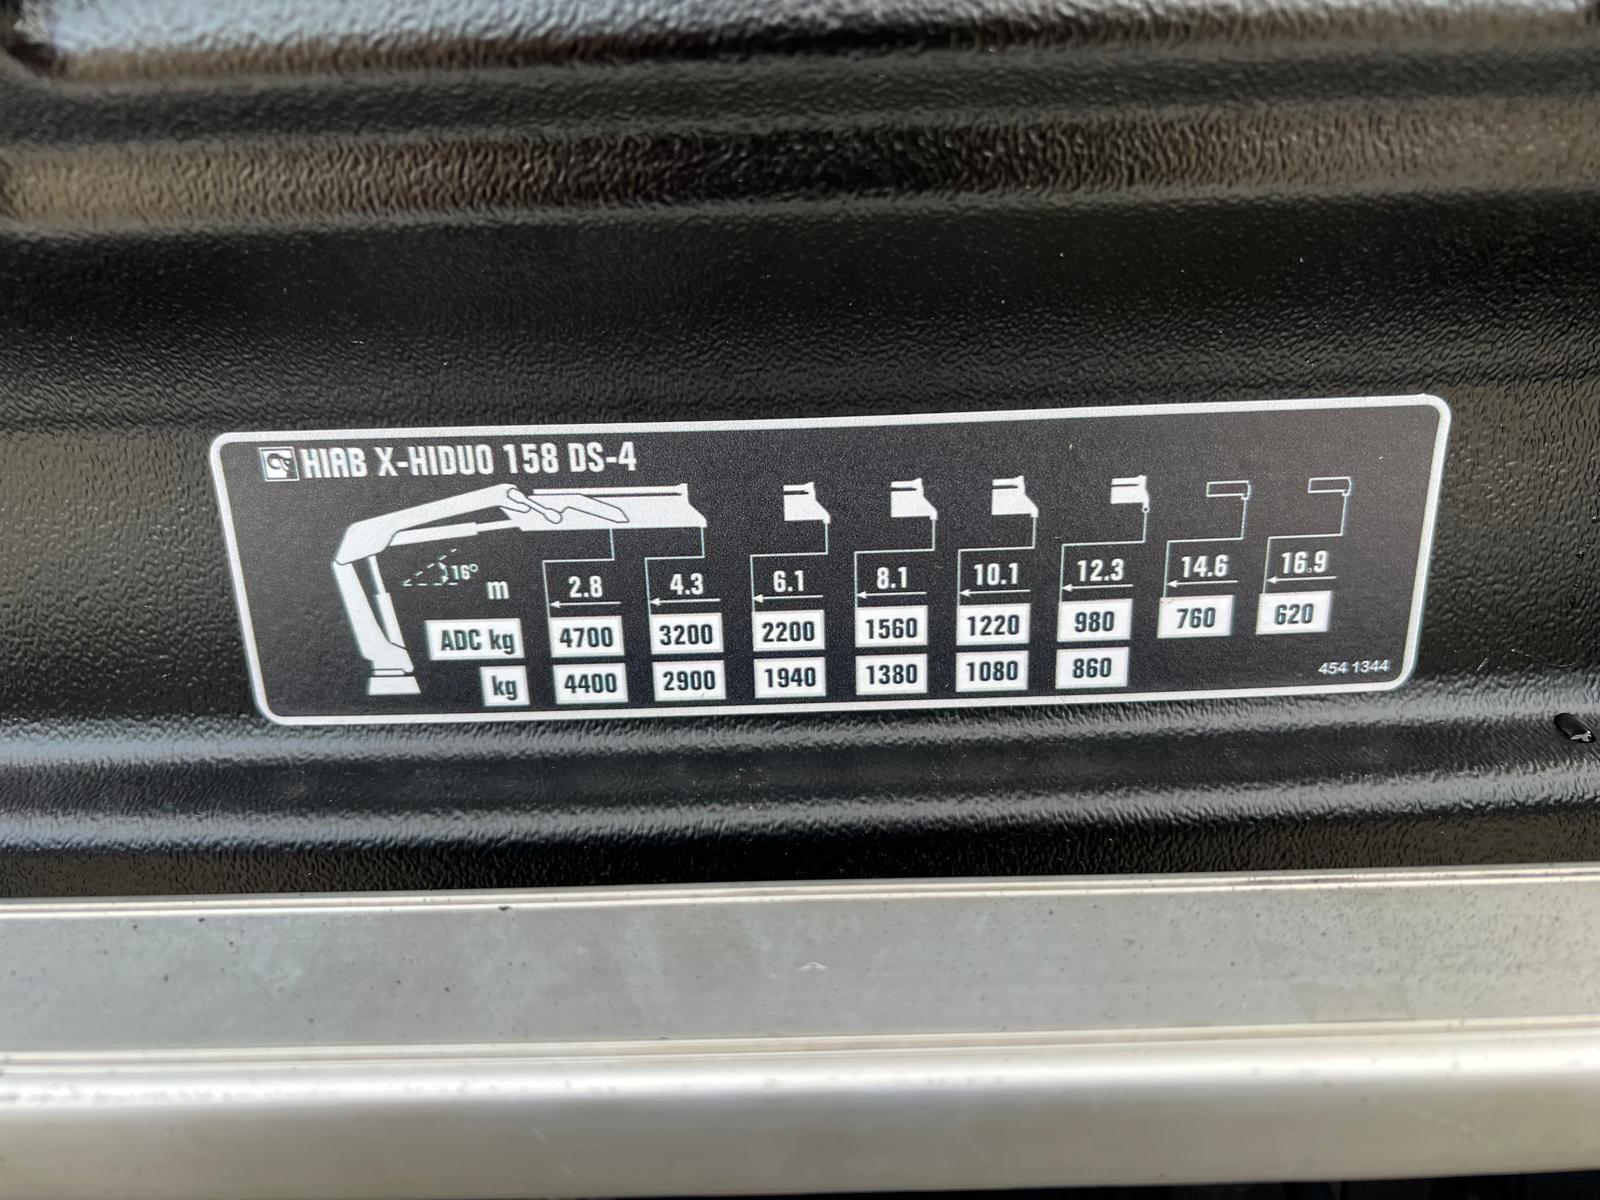 HIAB X-HIDUO 158 DS-4
16° m 2.8 4.3 6.1 8.1 10.1 12.3 14.6 16.9
ADC kg 4700 3200 2200 1560 1220 980 760 620
kg 4400 2900 1940 1380 1080 860
454 1344